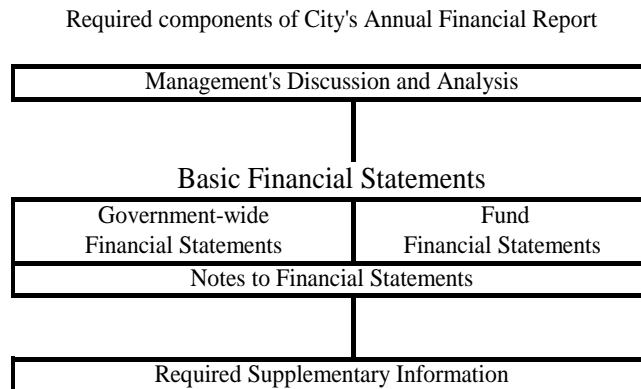 Required components of City's Annual Financial Report
Management's Discussion and Analysis
Basic Financial Statements
Government-wide
Financial Statements
Fund
Financial Statements
Notes to Financial Statements
Required Supplementary Information